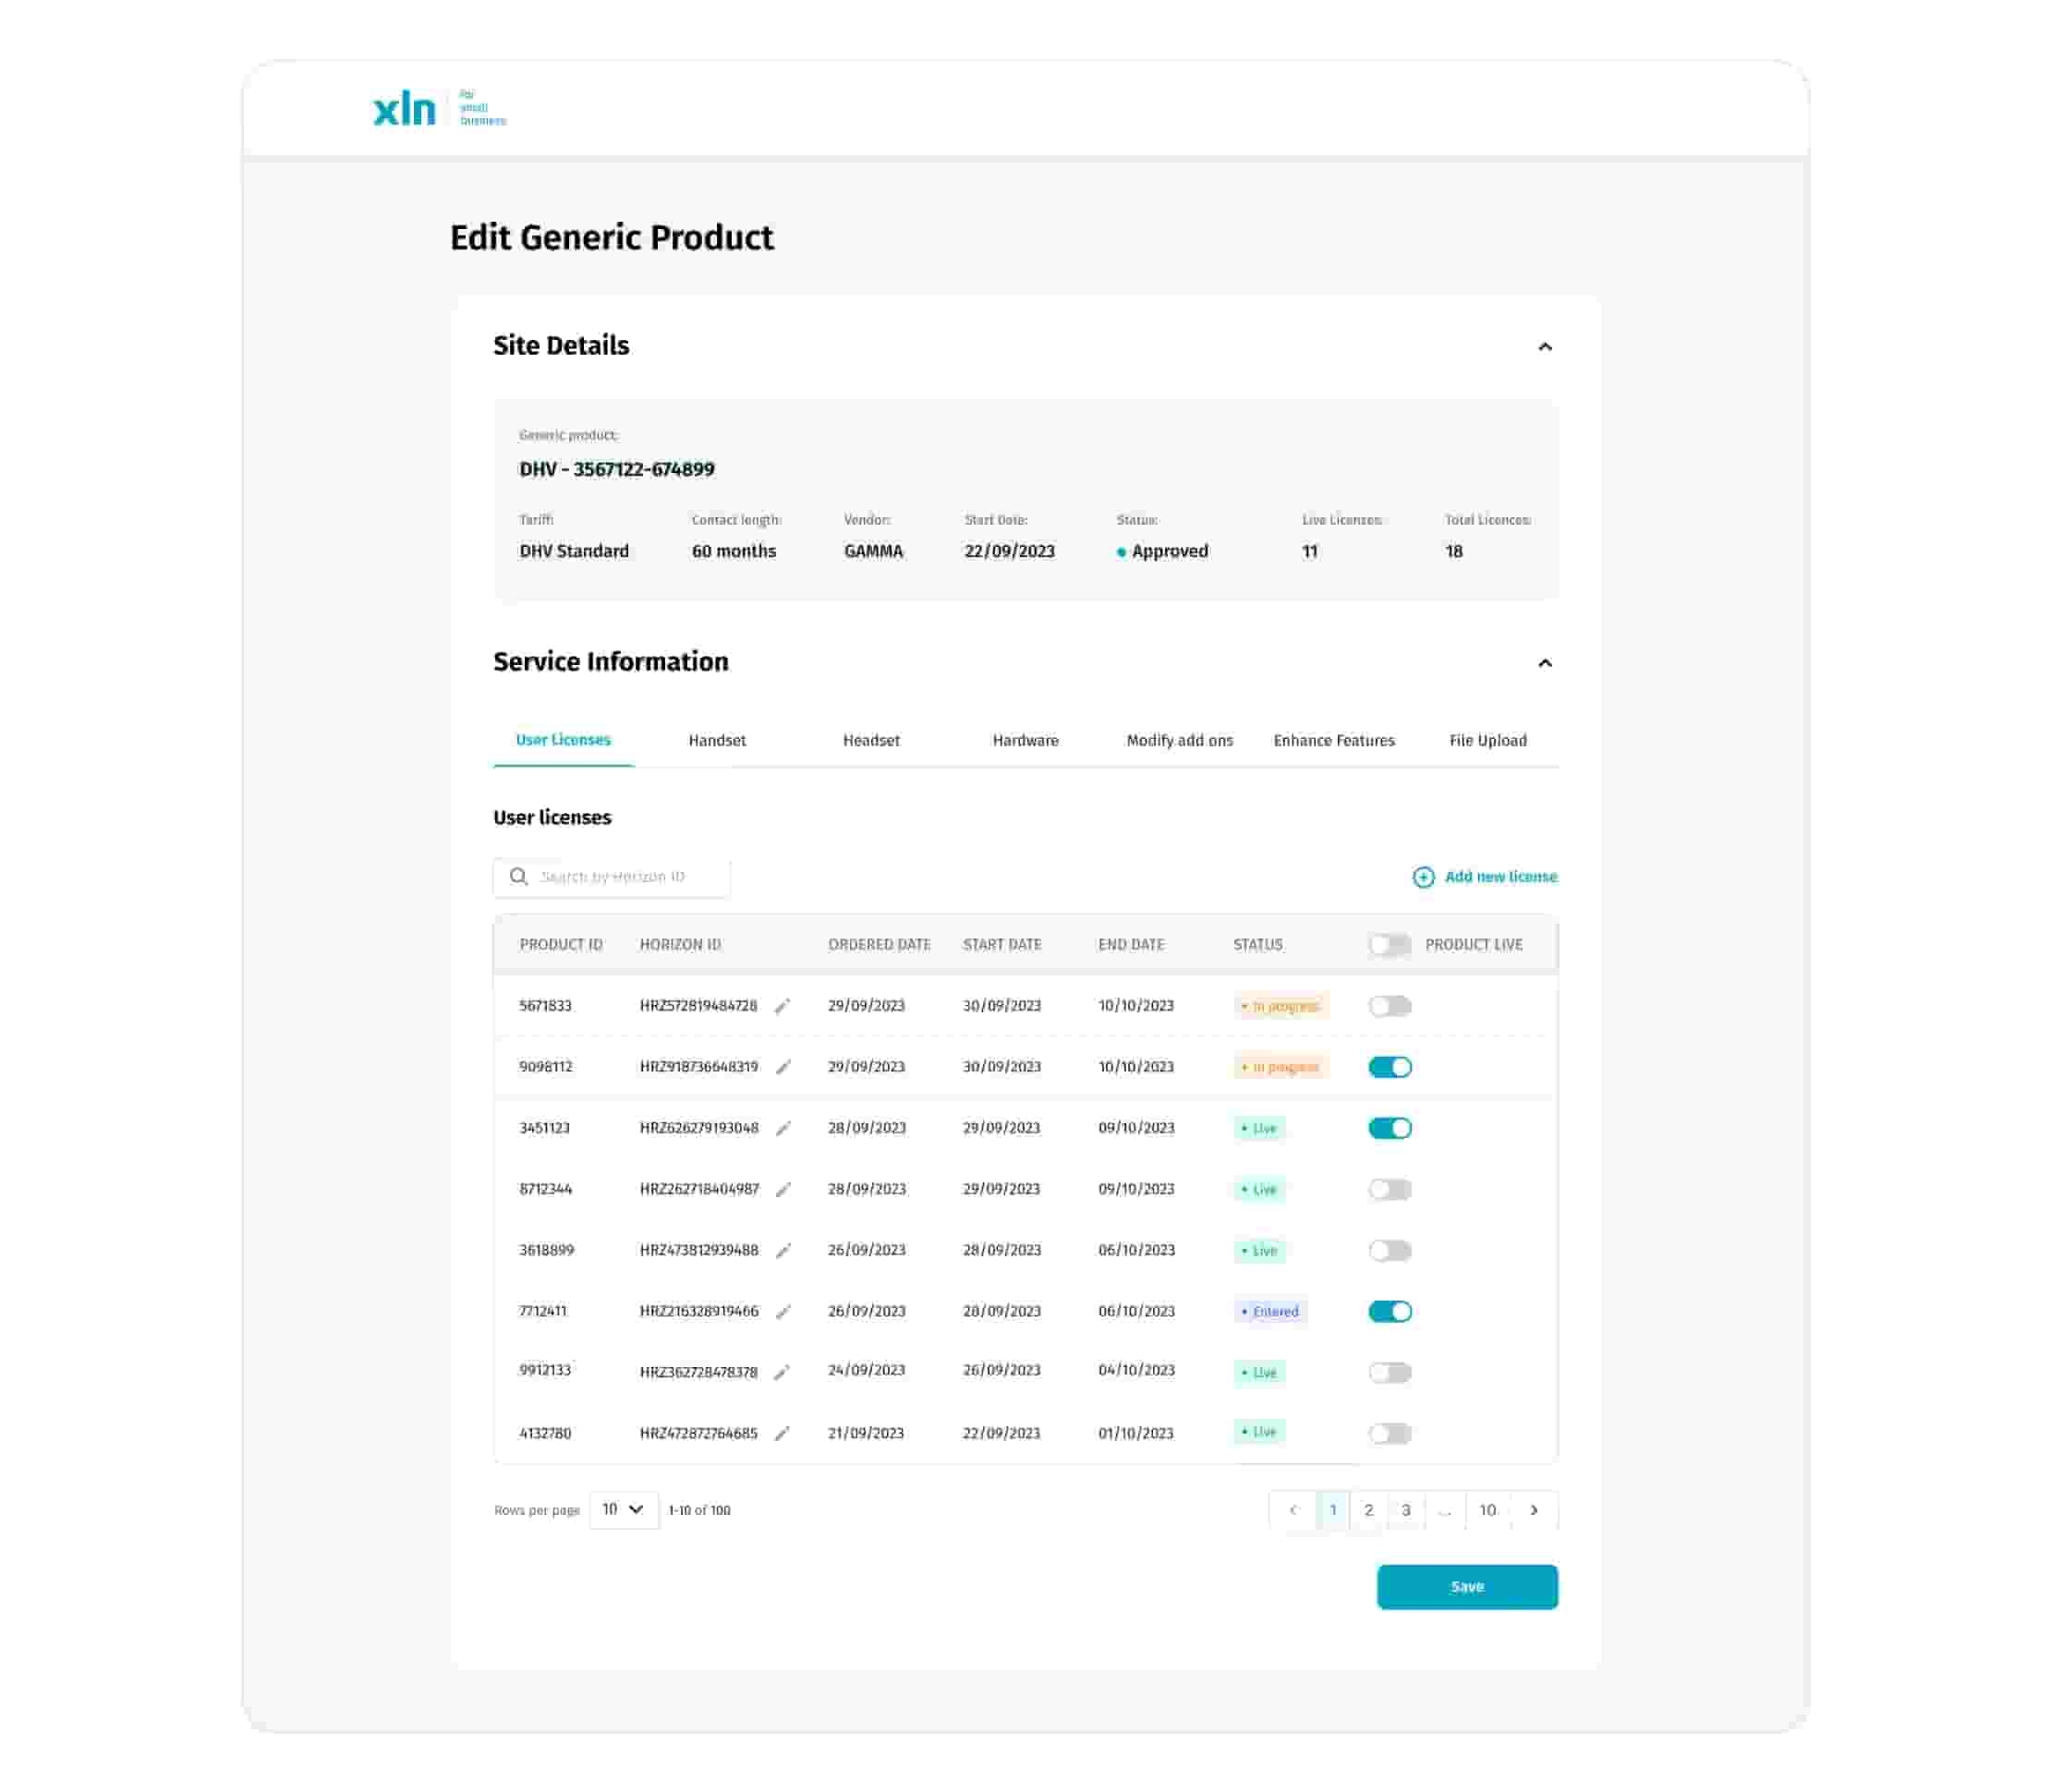 xln
For
small
business
Edit Generic Product
Site Details
Generic product:
DHV - 3567122-674899
Tariff: Contact length: Vendor: Start Date: Status: Live Licenses: Total Licences:
DHV Standard 60 months GAMMA 22/09/2023 Approved 11 18
Service Information
User Licenses Handset Headset Hardware Modify add ons Enhance Features File Upload
User licenses
Search by Horizon ID
Add new license
PRODUCT ID HORIZON ID ORDERED DATE START DATE END DATE STATUS PRODUCT LIVE
5671833 HRZ572819484728 29/09/2023 30/09/2023 10/10/2023 In progress
9098112 HRZ918736648319 29/09/2023 30/09/2023 10/10/2023 In progress
3451123 HRZ626279193048 28/09/2023 29/09/2023 09/10/2023 Live
8712344 HRZ262718404987 28/09/2023 29/09/2023 09/10/2023 Live
3618899 HRZ473812939488 26/09/2023 28/09/2023 06/10/2023 Live
7712411 HRZ216328919466 26/09/2023 28/09/2023 06/10/2023 Entered
9912133 HRZ362728478378 24/09/2023 26/09/2023 04/10/2023 Live
4132780 HRZ472872764685 21/09/2023 22/09/2023 01/10/2023 Live
Rows per page 10 1-10 of 100
1 2 3 ... 10
Save